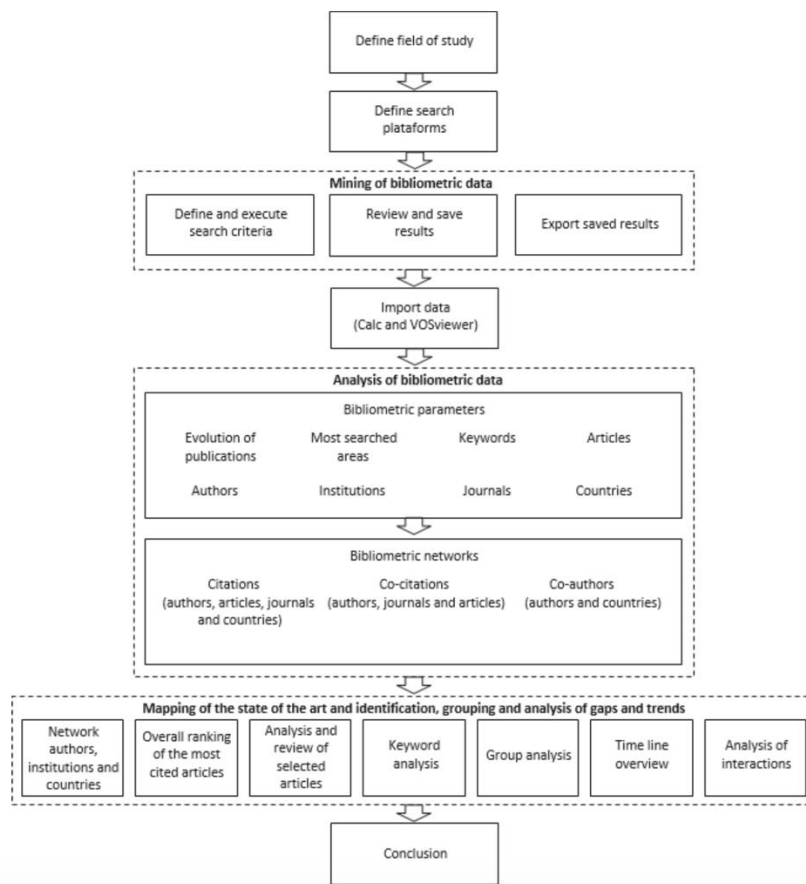 Define field of study
Define search
plataforms
Mining of bibliometric data
Define and execute
search criteria
Review and save
results
Export saved results
Import data
(Calc and VOSviewer)
Analysis of bibliometric data
Bibliometric parameters
Evolution of
publications
Most searched
areas
Keywords
Articles
Authors
Institutions
Journals
Countries
Bibliometric networks
Citations
(authors, articles, journals
and countries)
Co-citations
(authors, journals and articles)
Co-authors
(authors and countries)
Mapping of the state of the art and identification, grouping and analysis of gaps and trends
Network
authors,
institutions and
countries
Overall ranking
of the most
cited articles
Analysis and
review of
selected
articles
Keyword
analysis
Group analysis
Time line
overview
Analysis of
interactions
Conclusion